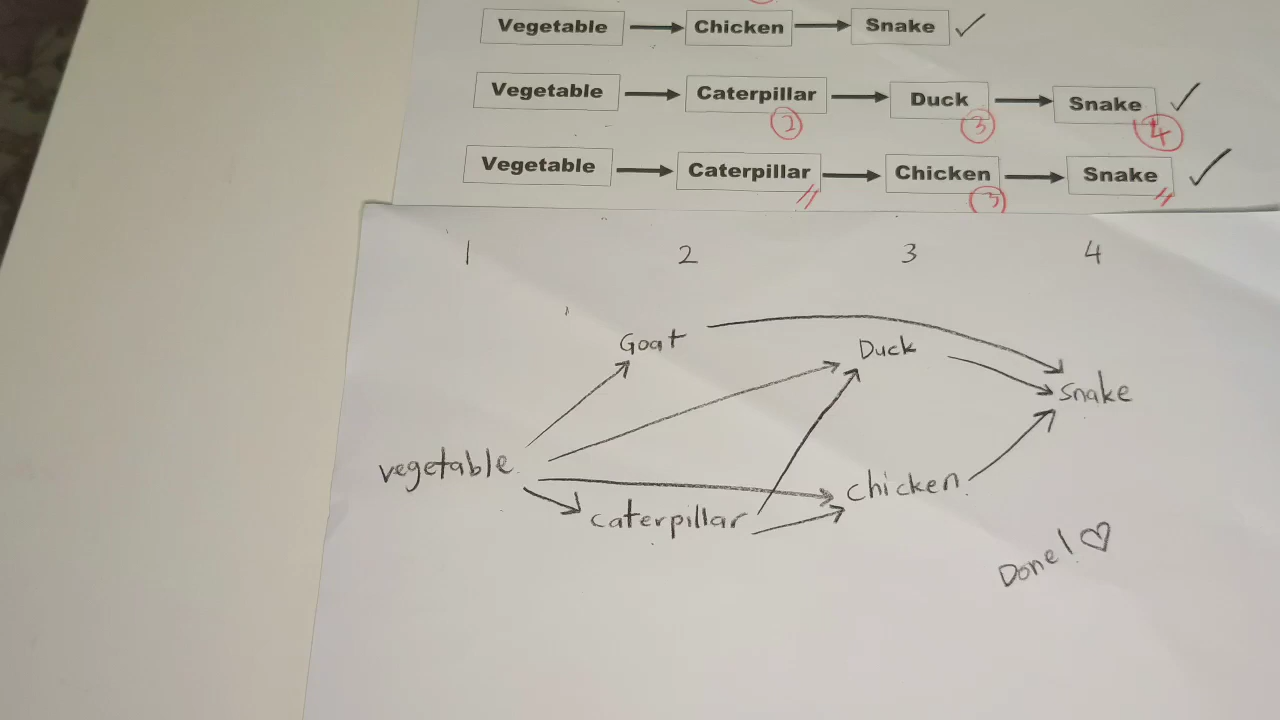 Vegetable → Chicken → Snake ✓
Vegetable → Caterpillar → Duck → Snake ✓
2 3 4
Vegetable → Caterpillar → Chicken → Snake ✓
3
1 2 3 4
Goat Duck
snake
vegetable
chicken
caterpillar
Done! ♡